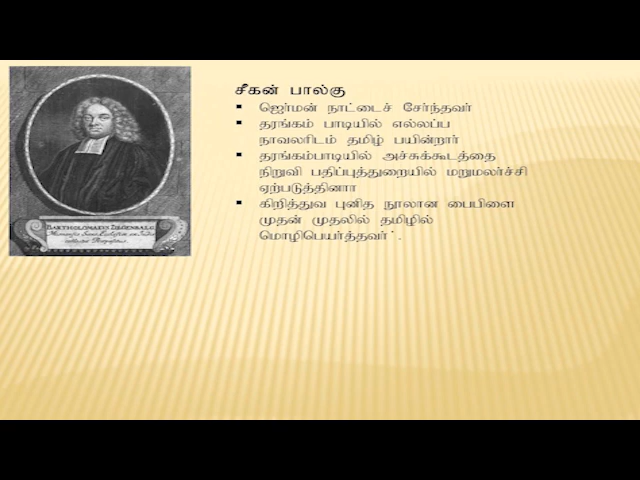 சீகன் பால்கு
▪ ஜெர்மன் நாட்டைச் சேர்ந்தவர்
▪ தரங்கம் பாடியில் எல்லப்ப
நாவலரிடம் தமிழ் பயின்றார்
▪ தரங்கம்பாடியில் அச்சுக்கூடத்தை
நிறுவி பதிப்புத்துறையில் மறுமலர்ச்சி
ஏற்படுத்தினாா
▪ கிறித்துவ புனித நூலான பைபிளை
முதன் முதலில் தமிழில்
மொழிபெயர்த்தவர்˙.
BARTHOLOMAEUS ZIEGENBALG